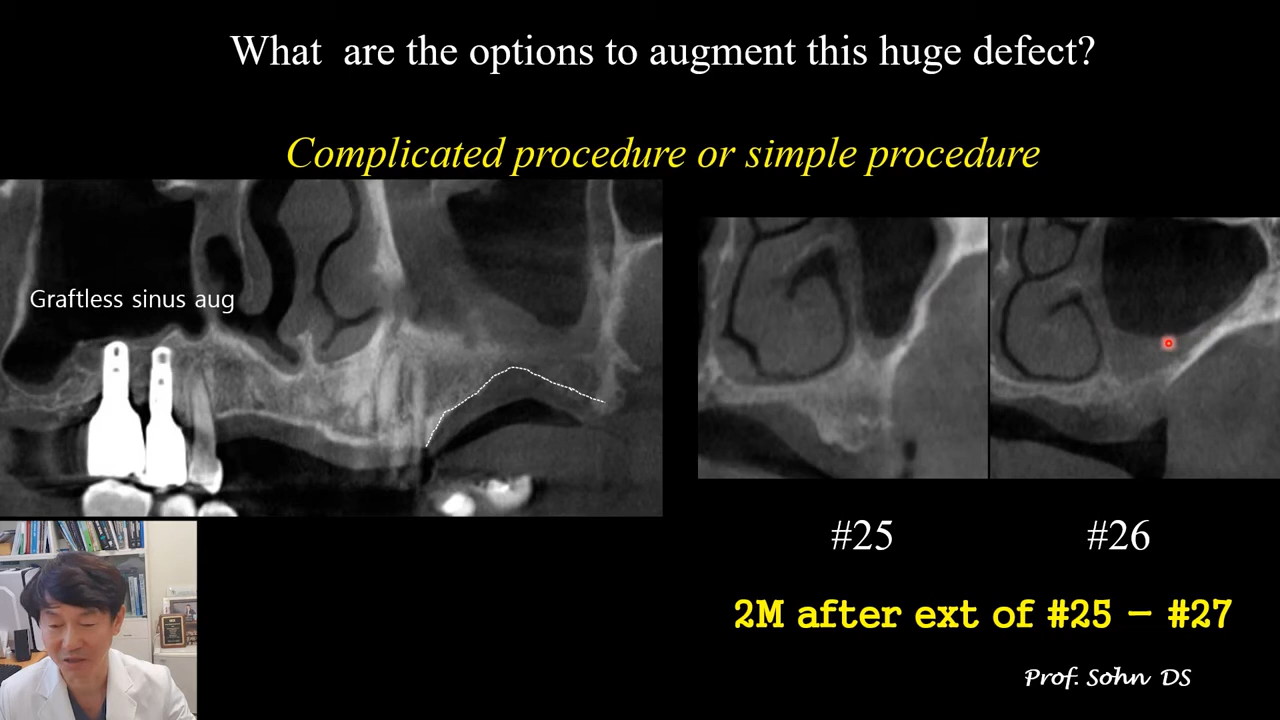 What are the options to augment this huge defect?
Complicated procedure or simple procedure
Graftless sinus aug
#25 #26
2M after ext of #25 – #27
Prof. Sohn DS